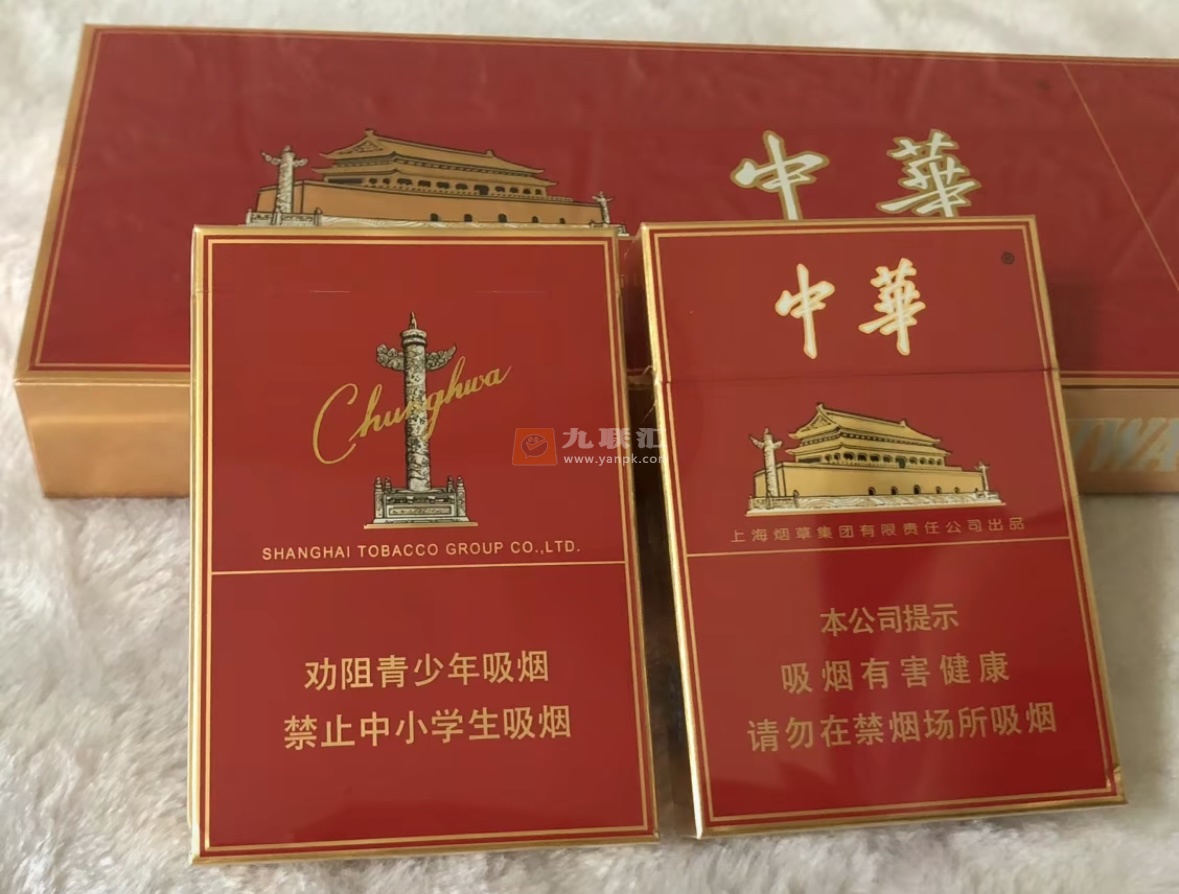 中華
Chunghwa
SHANGHAI TOBACCO GROUP CO.,LTD.
劝阻青少年吸烟
禁止中小学生吸烟
中華
®
上海烟草集团有限责任公司出品
本公司提示
吸烟有害健康
请勿在禁烟场所吸烟
九联汇
www.yanpk.com